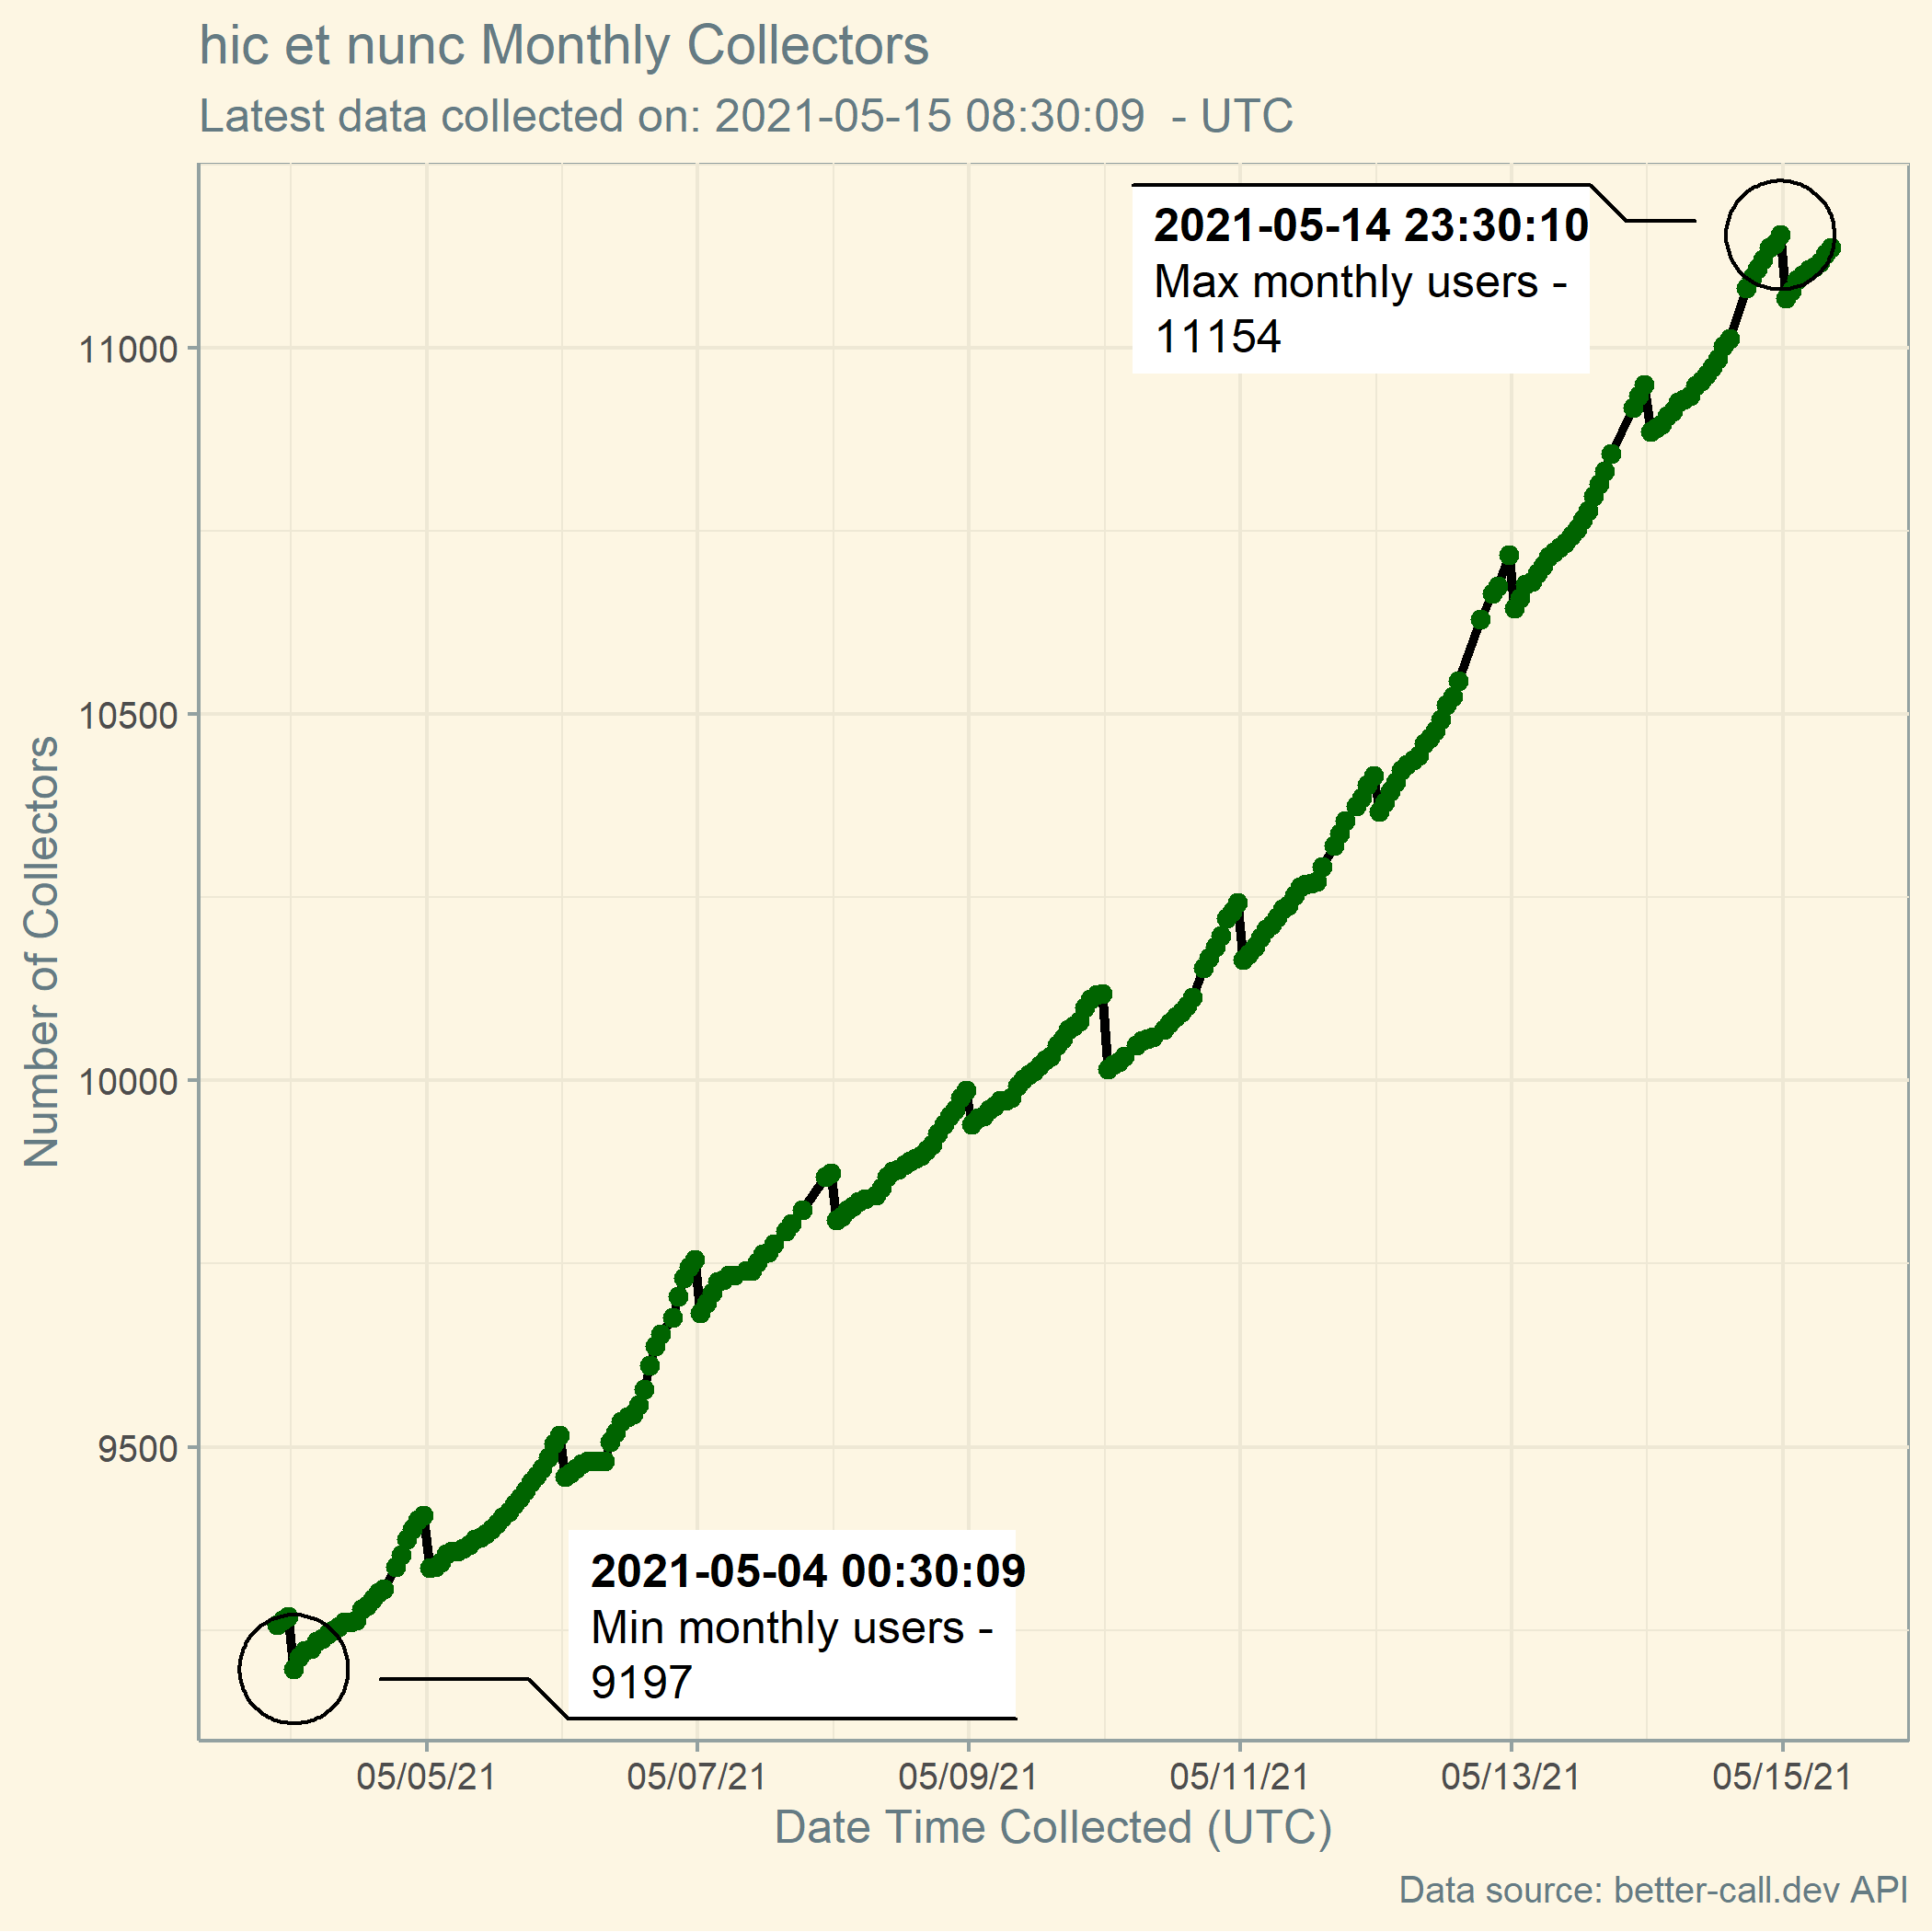 hic et nunc Monthly Collectors
Latest data collected on: 2021-05-15 08:30:09  - UTC
2021-05-14 23:30:10
Max monthly users -
11154
11000
10500
Number of Collectors
10000
9500
2021-05-04 00:30:09
Min monthly users -
9197
05/05/21 05/07/21 05/09/21 05/11/21 05/13/21 05/15/21
Date Time Collected (UTC)
Data source: better-call.dev API